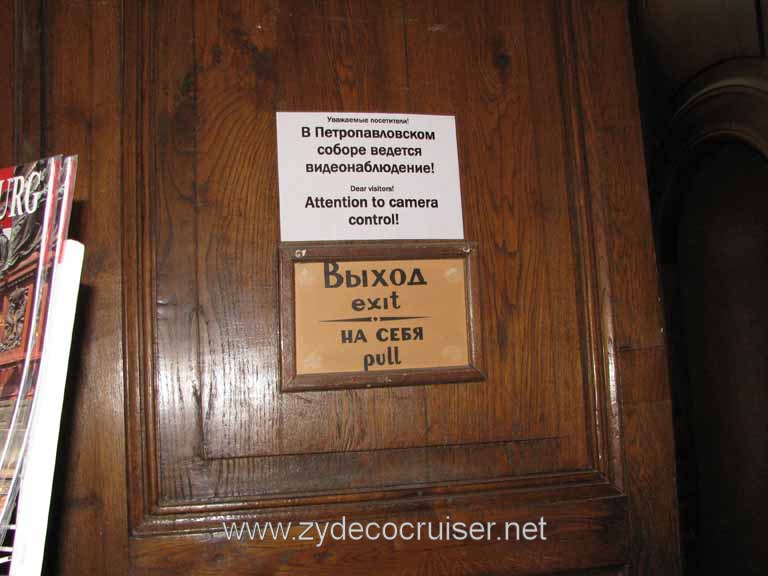 Уважаемые посетители!
В Петропавловском
соборе ведется
видеонаблюдение!
Dear visitors!
Attention to camera
control!
Выход
exit
на себя
pull
URG
www.zydecocruiser.net